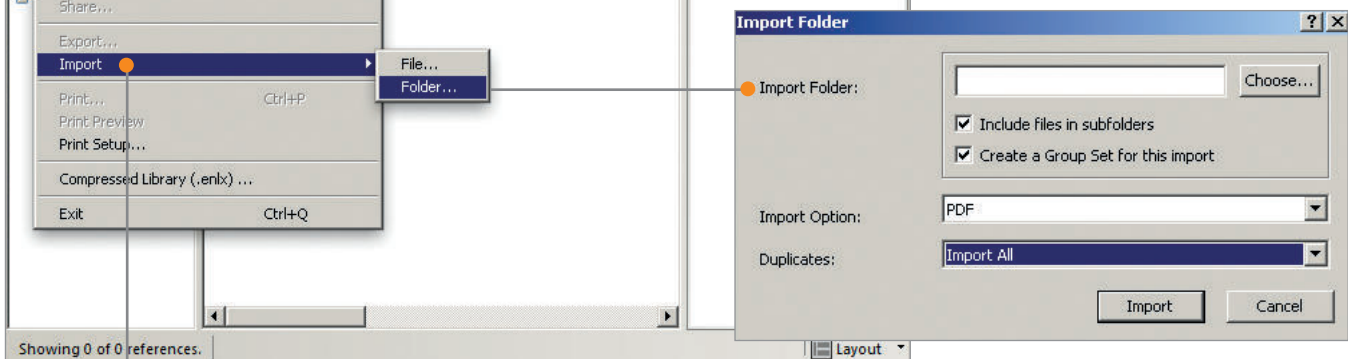 Share...
Export...
Import
Print... Ctrl+P
Print Preview
Print Setup...
Compressed Library (.enlx) ...
Exit Ctrl+Q
File...
Folder...
Showing 0 of 0 references.
Layout
Import Folder
Import Folder:
Choose...
Include files in subfolders
Create a Group Set for this import
Import Option:
PDF
Duplicates:
Import All
Import Cancel